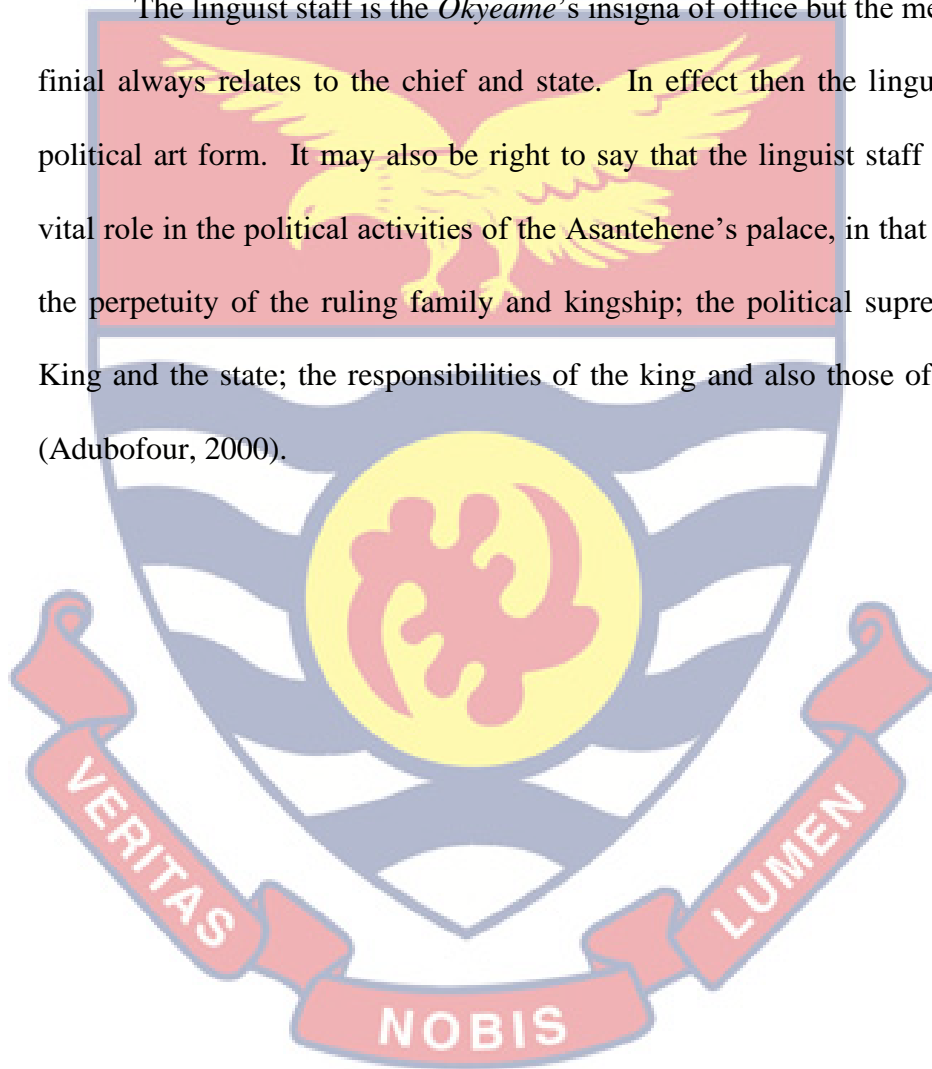 The linguist staff is the Okyeame's insigna of office but the me
finial always relates to the chief and state. In effect then the lingu
political art form. It may also be right to say that the linguist staff
vital role in the political activities of the Asantehene's palace, in that
the perpetuity of the ruling family and kingship; the political supre
King and the state; the responsibilities of the king and also those of
(Adubofour, 2000).
VERITAS
NOBIS
LUMEN